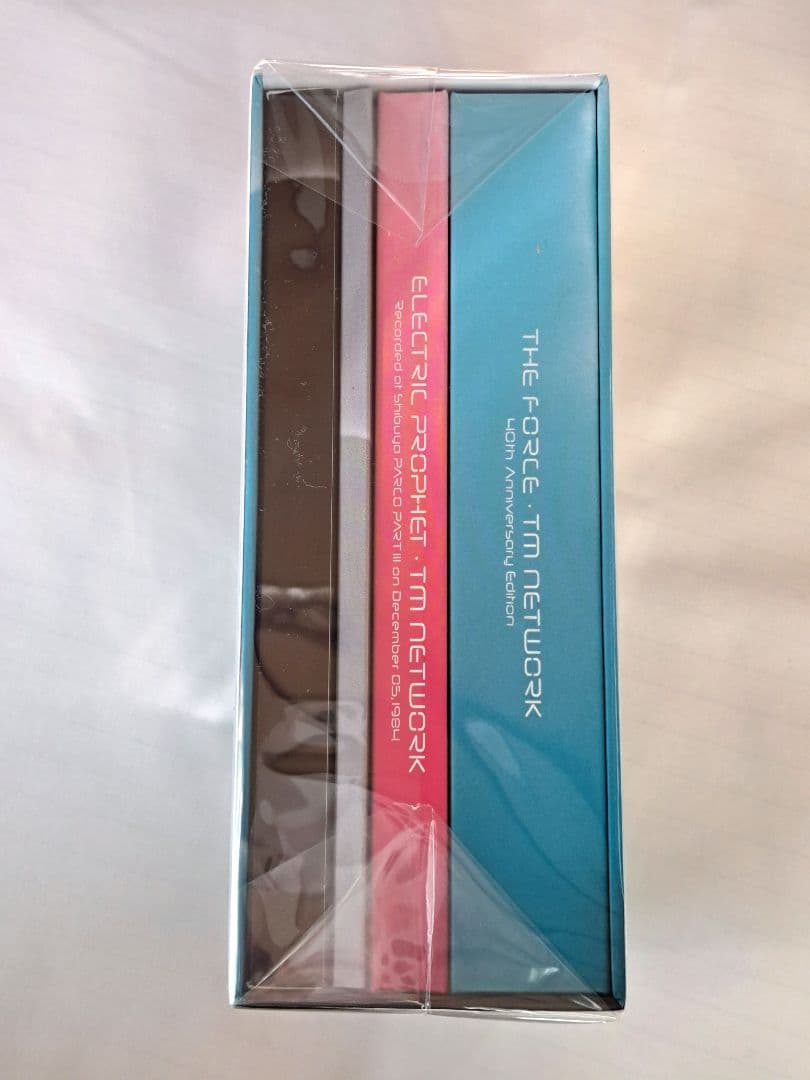 ELECTRIC PROPHET · TM NETWORK
Recorded at Shibuya PARCO PART III on December 05, 1984
THE FORCE · TM NETWORK
40th Anniversary Edition